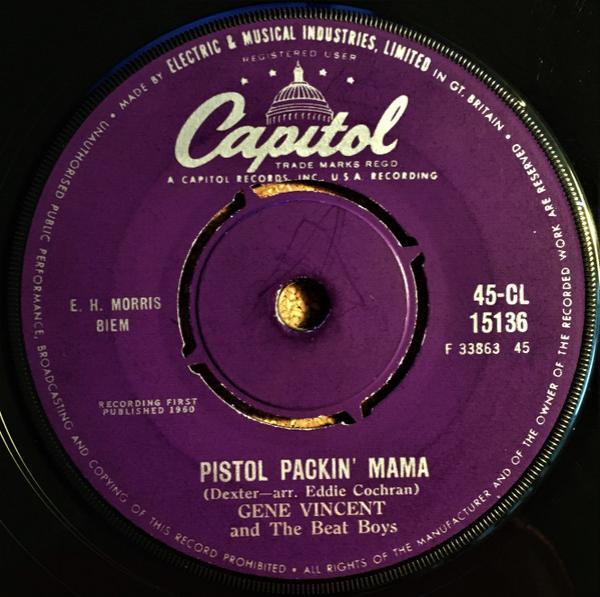 MADE BY ELECTRIC & MUSICAL INDUSTRIES, LIMITED IN GT. BRITAIN •
REGISTERED USER
Capitol
TRADE MARKS REGD
A CAPITOL RECORDS, INC., U.S.A. RECORDING
E. H. MORRIS
BIEM
45-CL
15136
F 33863 45
RECORDING FIRST
PUBLISHED 1960
PISTOL PACKIN' MAMA
(Dexter—arr. Eddie Cochran)
GENE VINCENT
and The Beat Boys
ALL RIGHTS OF THE MANUFACTURER AND OF THE OWNER OF THE RECORDED WORK ARE RESERVED •
UNAUTHORISED PUBLIC PERFORMANCE, BROADCASTING AND COPYING OF THIS RECORD PROHIBITED •